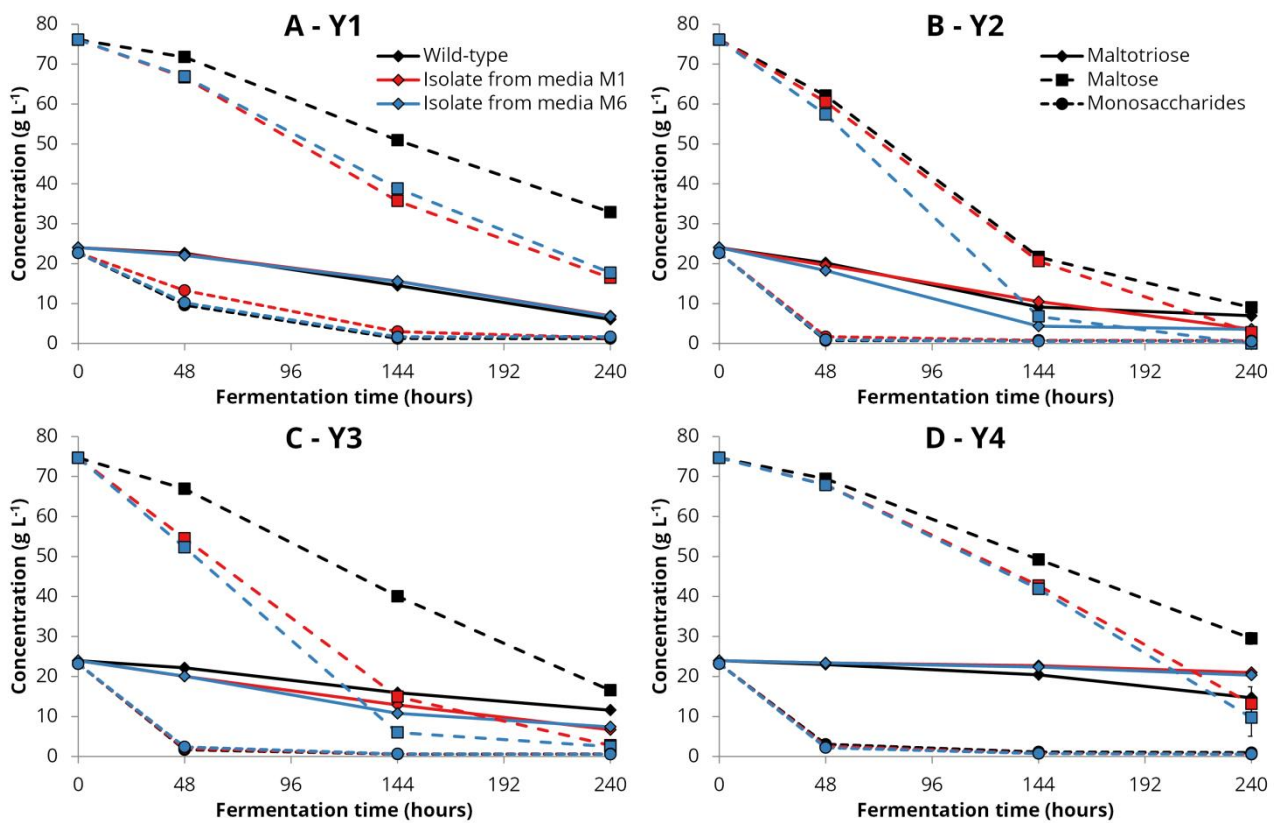 A - Y1
80
70
60
50
40
30
20
10
0
Concentration (g L⁻¹)
Wild-type
Isolate from media M1
Isolate from media M6
0 48 96 144 192 240
Fermentation time (hours)
B - Y2
80
70
60
50
40
30
20
10
0
Concentration (g L⁻¹)
Maltotriose
Maltose
Monosaccharides
0 48 96 144 192 240
Fermentation time (hours)
C - Y3
80
70
60
50
40
30
20
10
0
Concentration (g L⁻¹)
0 48 96 144 192 240
Fermentation time (hours)
D - Y4
80
70
60
50
40
30
20
10
0
Concentration (g L⁻¹)
0 48 96 144 192 240
Fermentation time (hours)